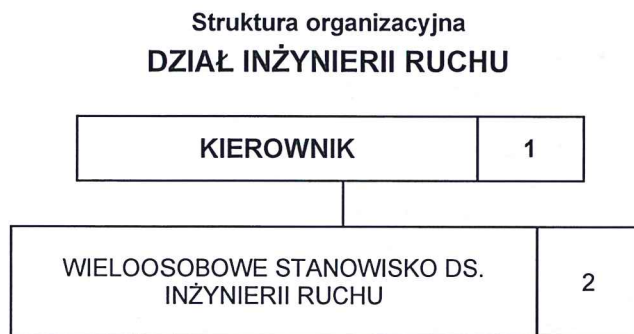 Struktura organizacyjna
DZIAŁ INŻYNIERII RUCHU
KIEROWNIK 1
WIELOOSOBOWE STANOWISKO DS.
INŻYNIERII RUCHU 2